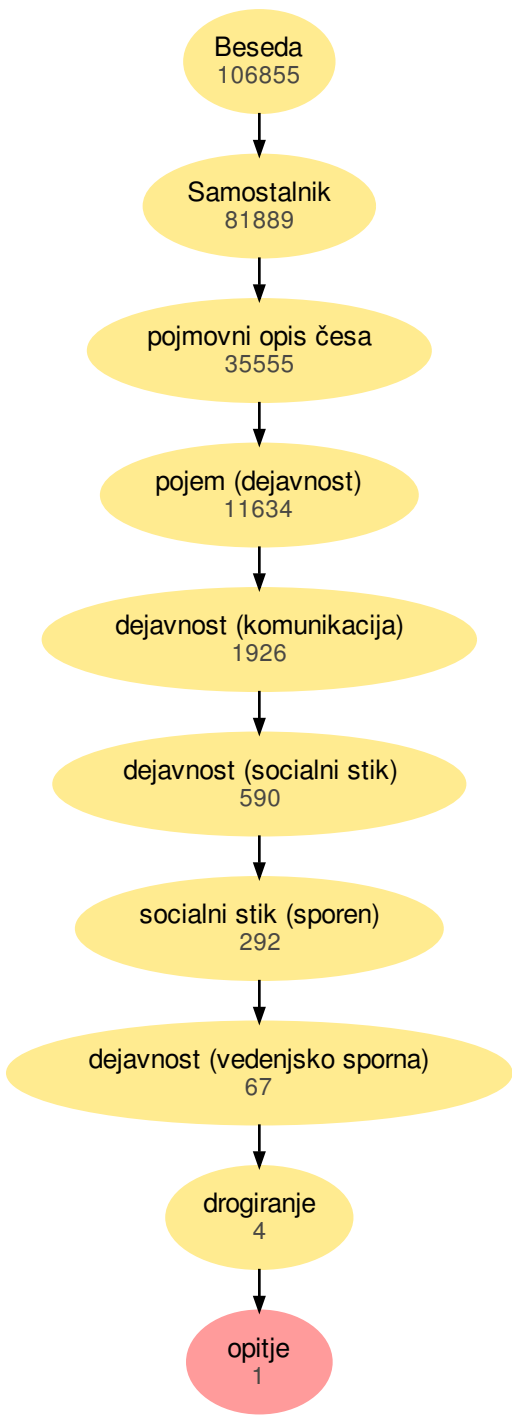 Beseda
106855
Samostalnik
81889
pojmovni opis česa
35555
pojem (dejavnost)
11634
dejavnost (komunikacija)
1926
dejavnost (socialni stik)
590
socialni stik (sporen)
292
dejavnost (vedenjsko sporna)
67
drogiranje
4
opitje
1